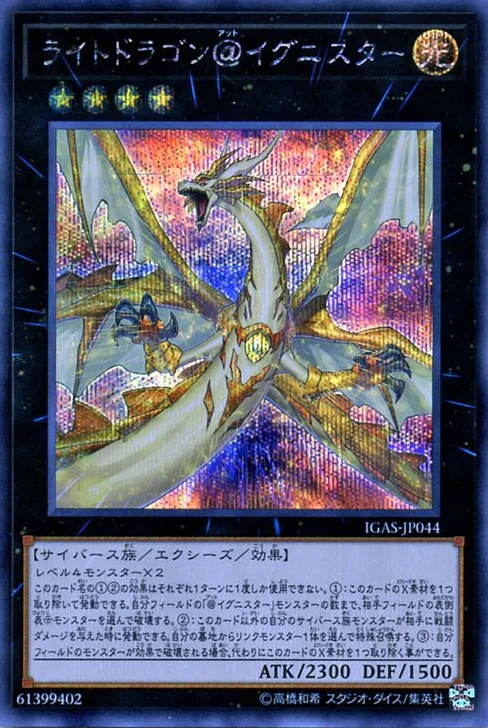 アット
ライトドラゴン@イグニスター 光
IGAS-JP044
【サイバース族/エクシーズ/効果】
レベル4モンスター×2
このカード名の①②の効果はそれぞれ1ターンに1度しか使用できない。①:このカードのX素材を1つ
取り除いて発動できる。自分フィールドの「@イグニスター」モンスターの数まで、相手フィールドの表側
表示モンスターを選んで破壊する。②:このカード以外の自分のサイバース族モンスターが相手に戦闘
ダメージを与えた時に発動できる。自分の墓地からリンクモンスター1体を選んで特殊召喚する。③:自分
フィールドのモンスターが効果で破壊される場合、代わりにこのカードのX素材を1つ取り除く事ができる。
ATK/2300 DEF/1500
61399402 ©高橋和希 スタジオ・ダイス/集英社